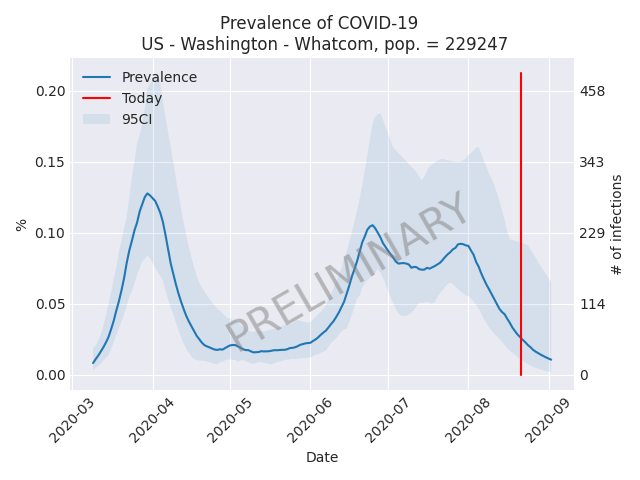 Prevalence of COVID-19
US - Washington - Whatcom, pop. = 229247
Prevalence
Today
95CI
0.20
0.15
0.10
0.05
0.00
%
458
343
229
114
0
# of infections
PRELIMINARY
2020-03
2020-04
2020-05
2020-06
2020-07
2020-08
2020-09
Date